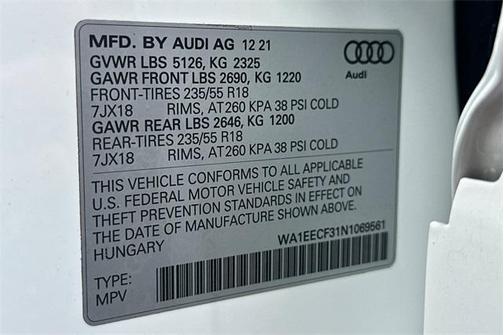 MFD. BY AUDI AG 12 21
GVWR LBS 5126, KG 2325
GAWR FRONT LBS 2690, KG 1220
FRONT-TIRES 235/55 R18
7JX18 RIMS, AT260 KPA 38 PSI COLD
GAWR REAR LBS 2646, KG 1200
REAR-TIRES 235/55 R18
7JX18 RIMS, AT260 KPA 38 PSI COLD
THIS VEHICLE CONFORMS TO ALL APPLICABLE
U.S. FEDERAL MOTOR VEHICLE SAFETY, AND
THEFT PREVENTION STANDARDS IN EFFECT ON
THE DATE OF MANUFACTURE SHOWN ABOVE
HUNGARY
WA1EECF31N1069561
TYPE:
MPV
Audi